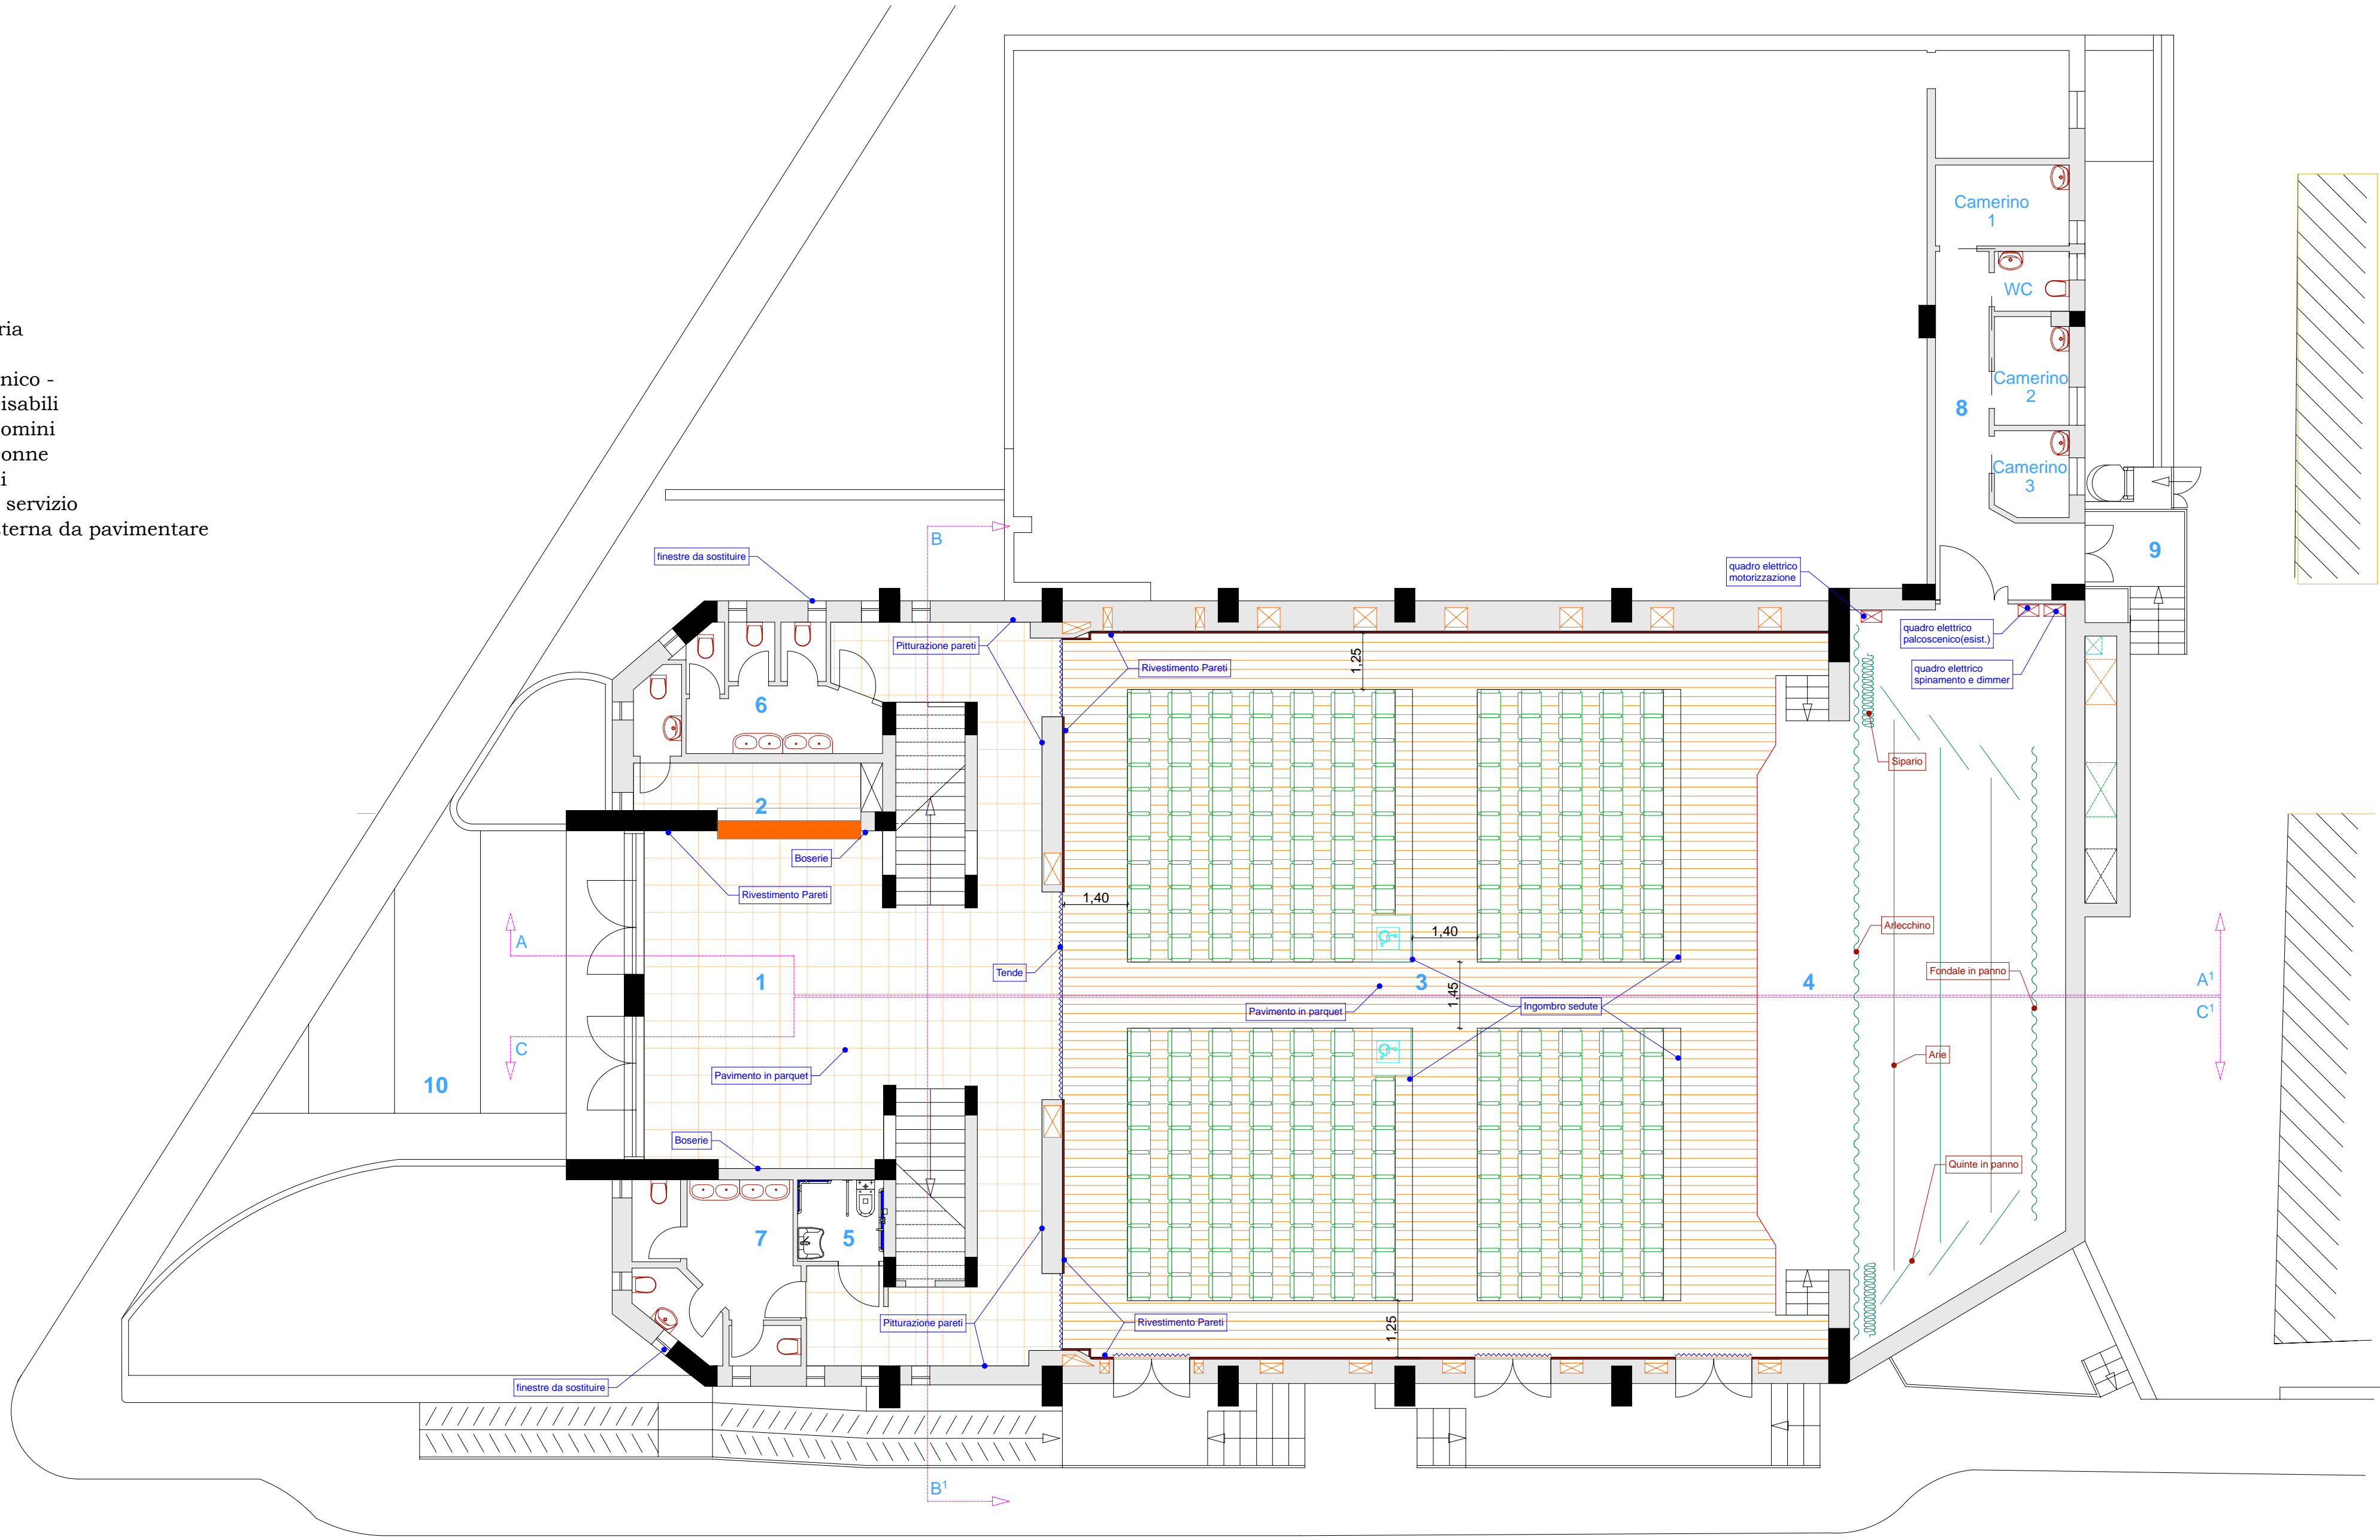 ria
nico -
isabili
omini
onne
i
servizio
sterna da pavimentare
Camerino
1
WC
Camerino
2
8
Camerino
3
9
B
finestre da sostituire
quadro elettrico
motorizzazione
quadro elettrico
palcoscenico(esist.)
quadro elettrico
spinamento e dimmer
Pitturazione pareti
Rivestimento Pareti
1,25
6
Sipario
2
Boserie
Rivestimento Pareti
1,40
1,40
Arlecchino
A
Tende
1
3
4
Fondale in panno
A1
1,45
Pavimento in parquet
Ingombro sedute
C1
C
Arie
Pavimento in parquet
10
Boserie
Quinte in panno
7
5
Pitturazione pareti
Rivestimento Pareti
1,25
finestre da sostituire
B1